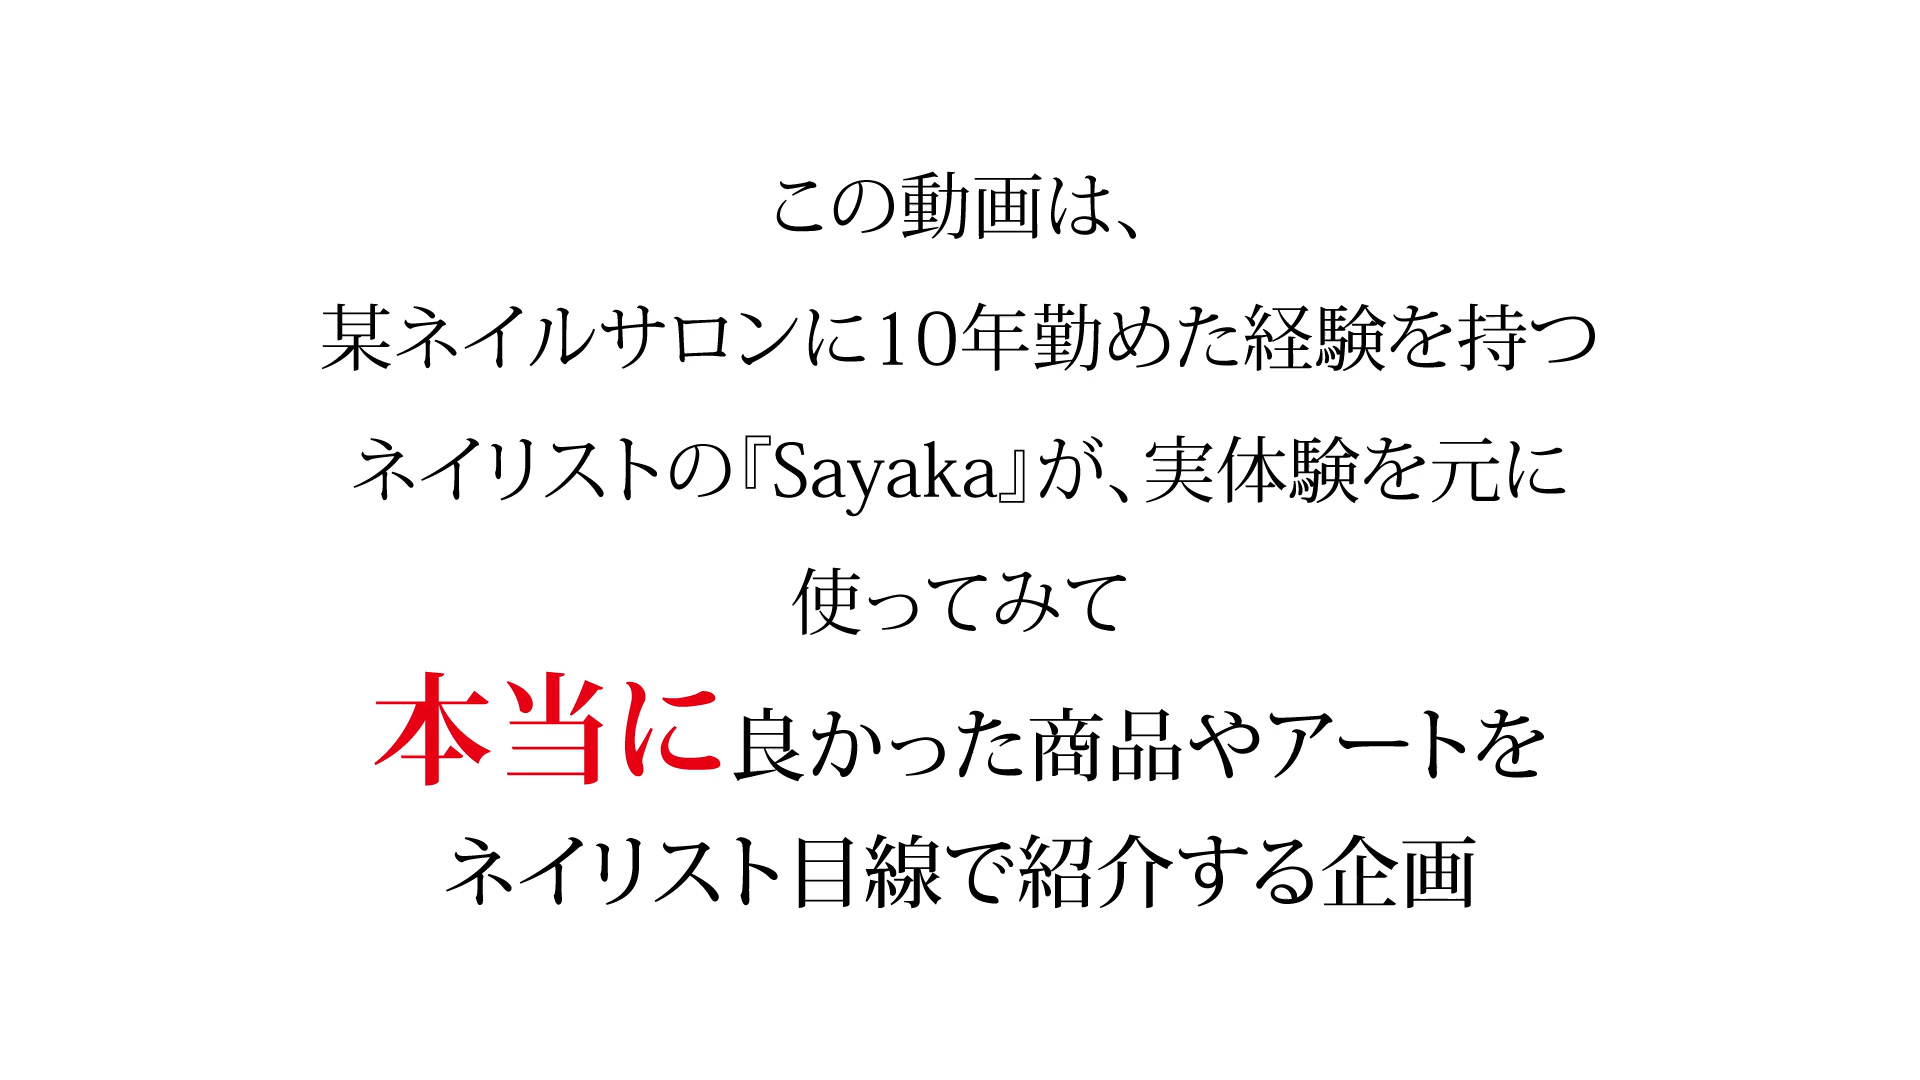 この動画は、
某ネイルサロンに10年勤めた経験を持つ
ネイリストの『Sayaka』が、実体験を元に
使ってみて
本当に良かった商品やアートを
ネイリスト目線で紹介する企画